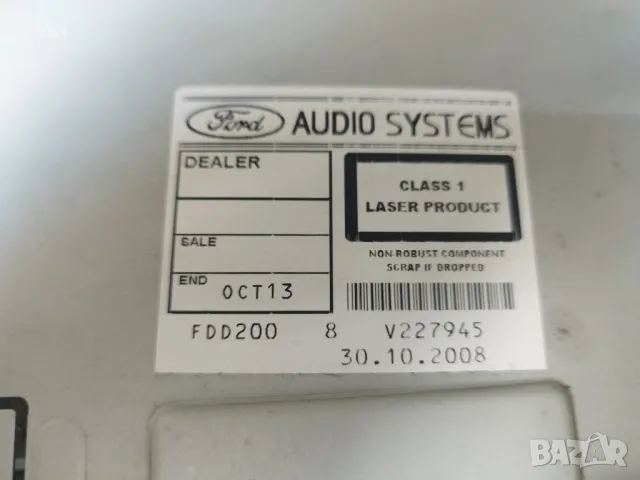 Ford AUDIO SYSTEMS
DEALER
CLASS 1
LASER PRODUCT
SALE
NON ROBUST COMPONENT
SCRAP IF DROPPED
END OCT13
FDD200 8 V227945
30.10.2008
BAZAR